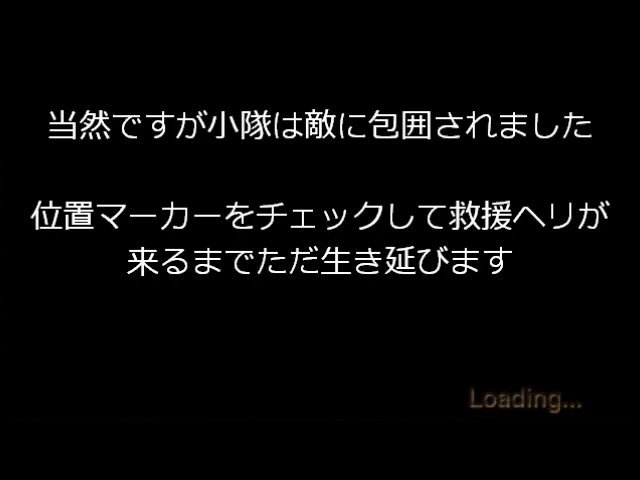 当然ですが小隊は敵に包囲されました
位置マーカーをチェックして救援ヘリが
来るまでただ生き延びます
Loading...